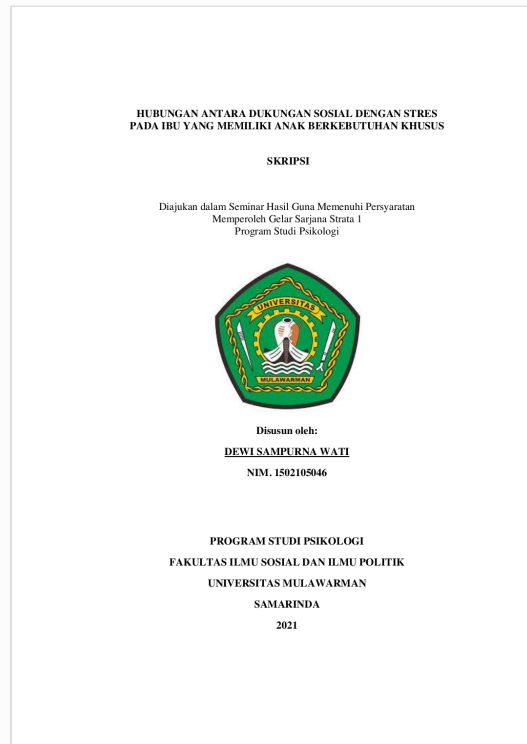 HUBUNGAN ANTARA DUKUNGAN SOSIAL DENGAN STRES
PADA IBU YANG MEMILIKI ANAK BERKEBUTUHAN KHUSUS
SKRIPSI
Diajukan dalam Seminar Hasil Guna Memenuhi Persyaratan
Memperoleh Gelar Sarjana Strata 1
Program Studi Psikologi
UNIVERSITAS
MULAWARMAN
Disusun oleh:
DEWI SAMPURNA WATI
NIM. 1502105046
PROGRAM STUDI PSIKOLOGI
FAKULTAS ILMU SOSIAL DAN ILMU POLITIK
UNIVERSITAS MULAWARMAN
SAMARINDA
2021